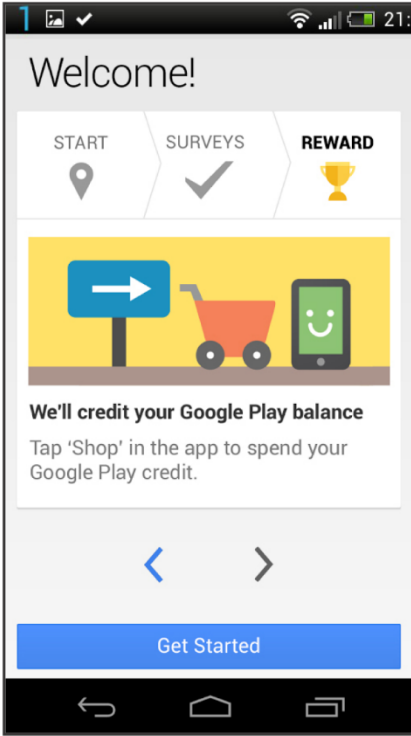 21:
Welcome!
START
SURVEYS
REWARD
We'll credit your Google Play balance
Tap ‘Shop’ in the app to spend your
Google Play credit.
Get Started